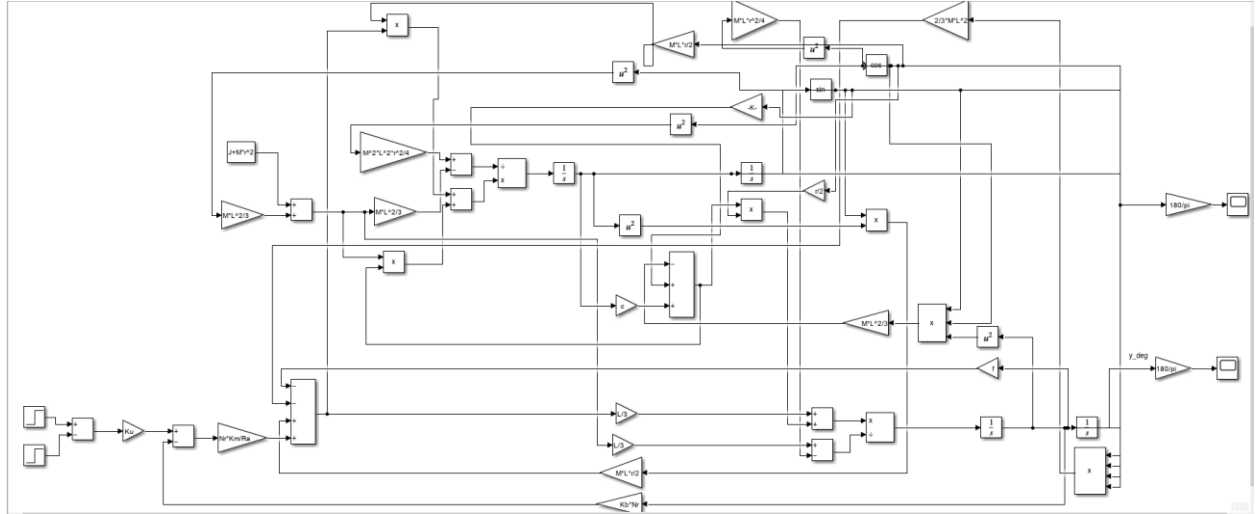 M*L*r^2/4
2/3*M*L^2
x
M*L*r/2
u²
cos
u²
sin
-K-
u²
J+M*r^2
M^2*L^2*r^2/4
+
−
÷
x
1
s
1
s
r/2
M*L^2/3
+
+
M*L^2/3
+
+
x
u²
x
180/pi
x
−
+
+
c
M*L^2/3
x
u²
y_deg
f
180/pi
−
−
+
+
L/3
+
+
x
÷
1
s
1
s
+
−
Ku
+
−
Nr*Km/Ra
L/3
+
−
M*L*r/2
x
Kb*Nr